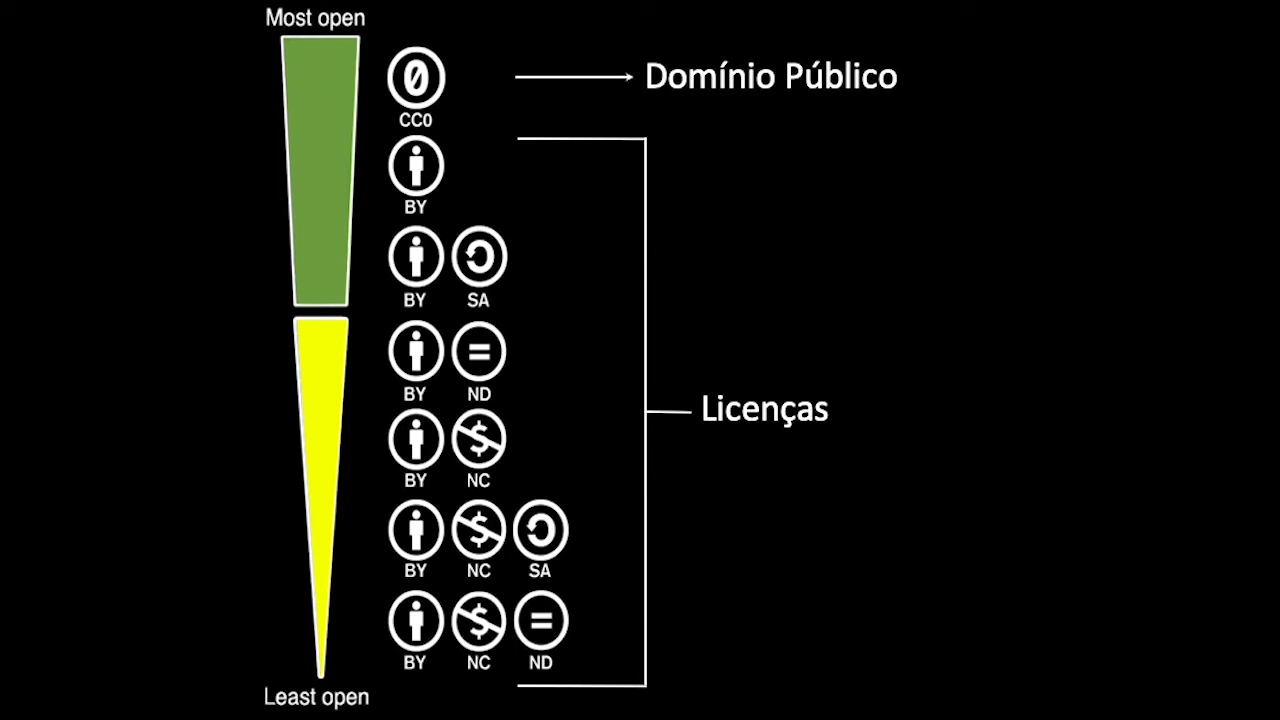 Most open
Domínio Público
CC0
BY
BY SA
BY ND
Licenças
BY NC
BY NC SA
BY NC ND
Least open